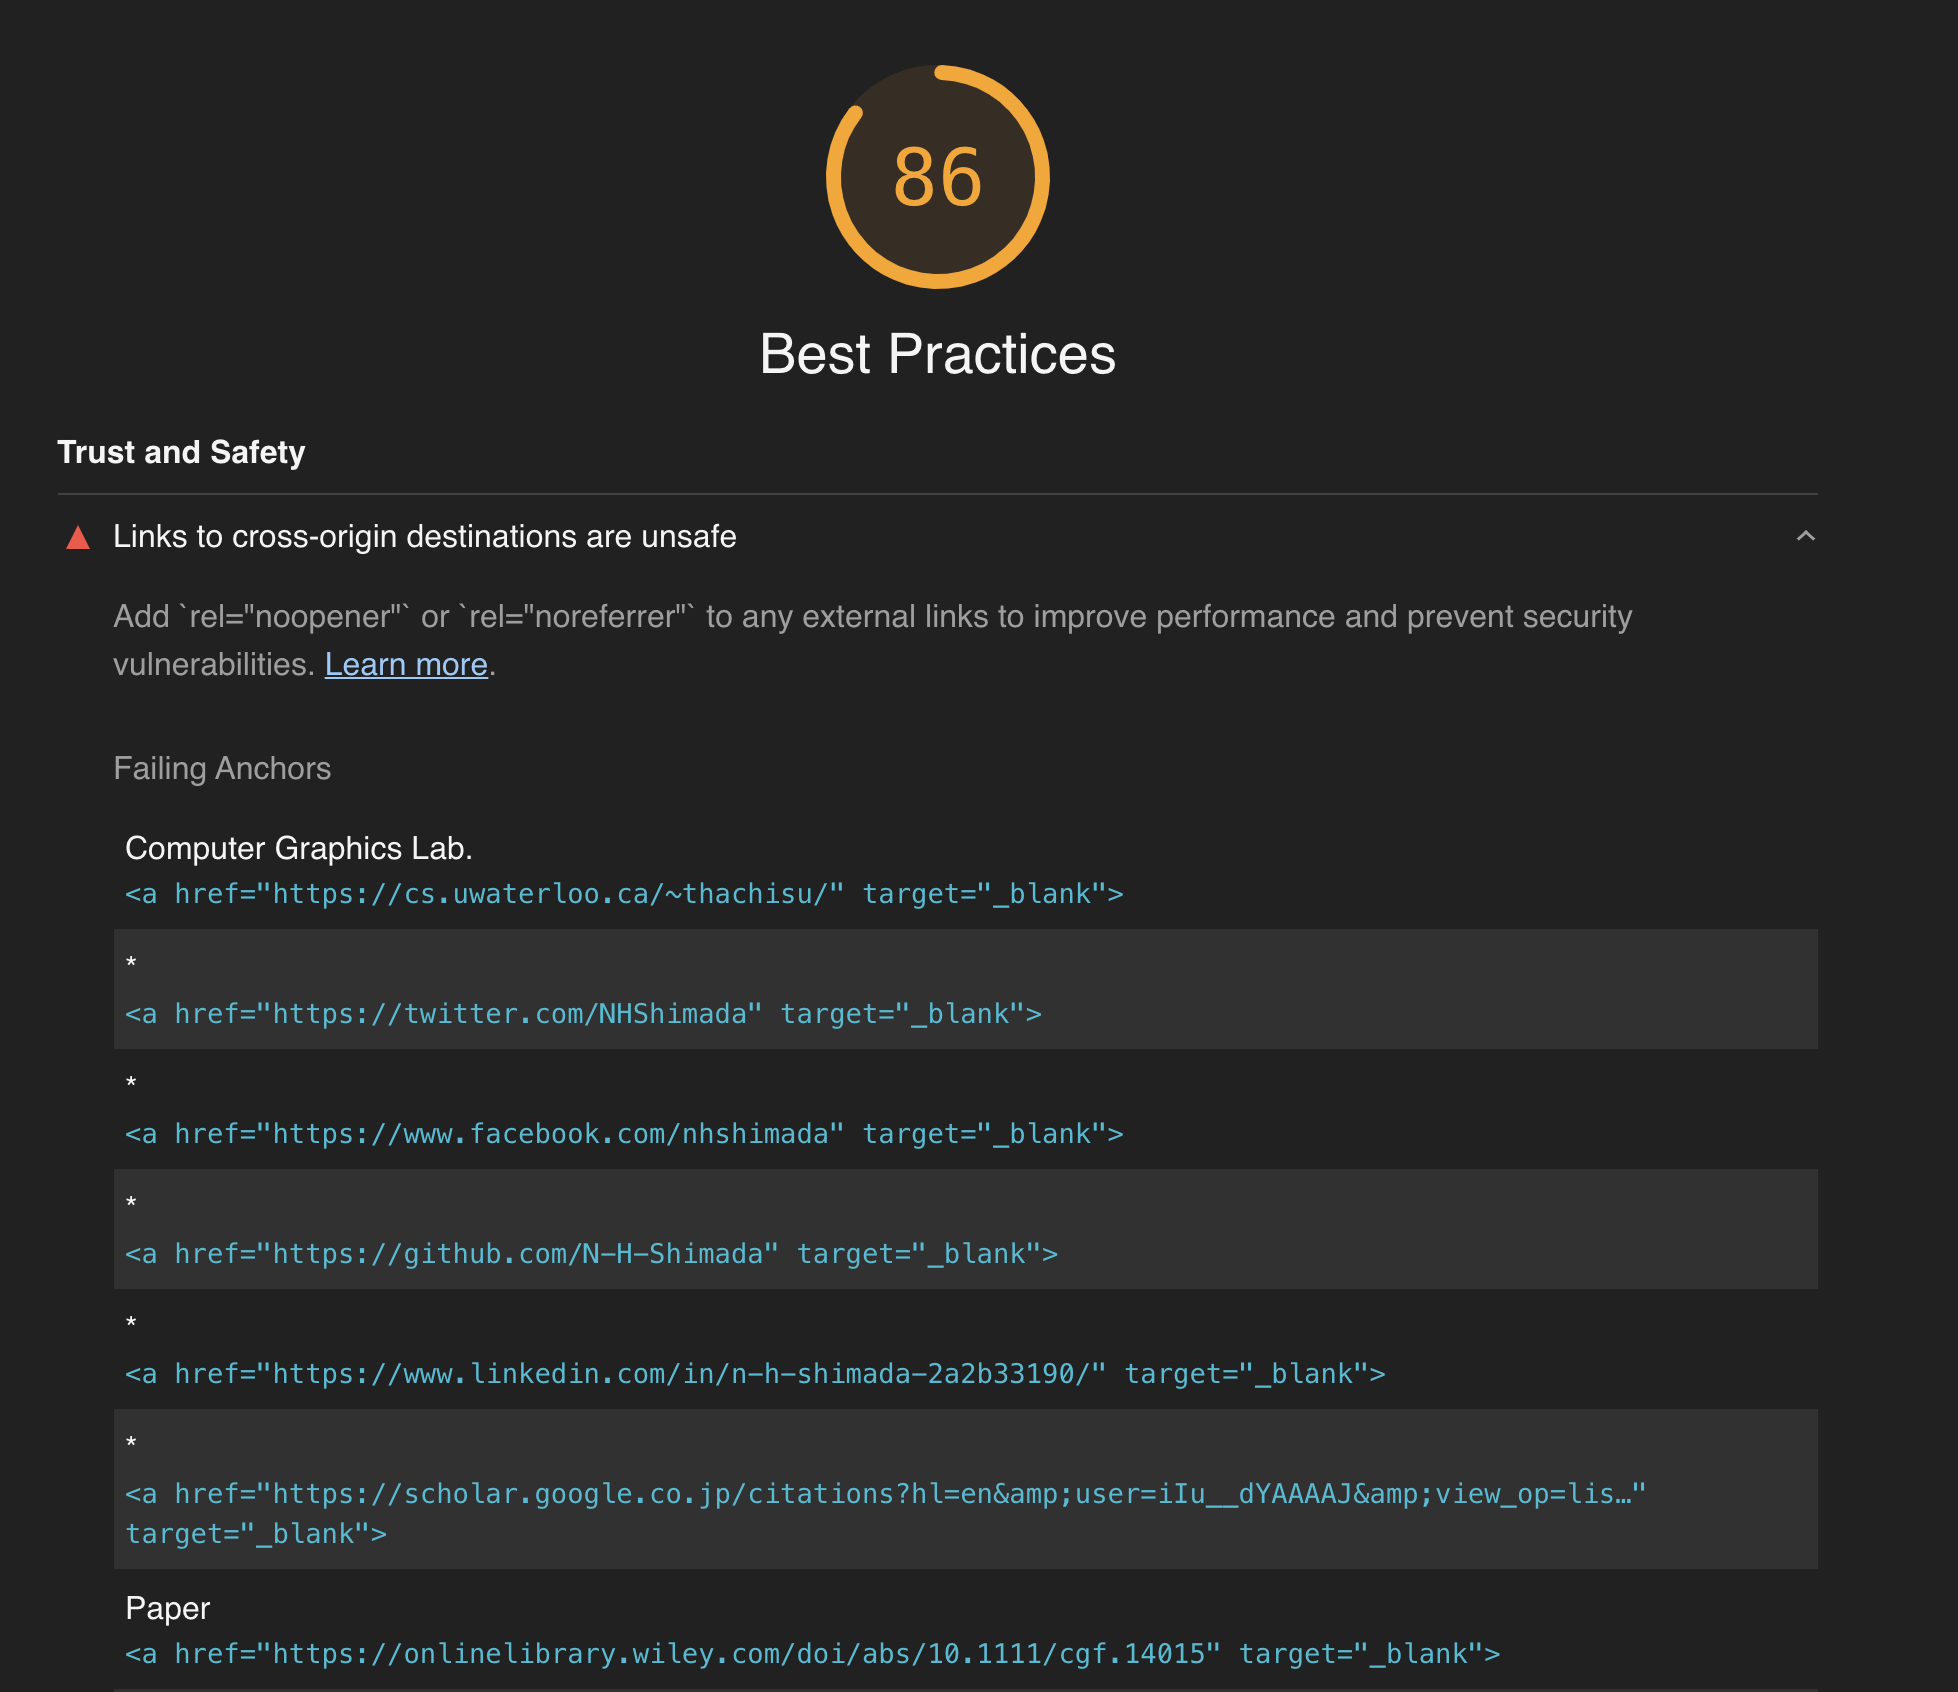 86
Best Practices
Trust and Safety
Links to cross-origin destinations are unsafe
Add `rel="noopener"` or `rel="noreferrer"` to any external links to improve performance and prevent security
vulnerabilities. Learn more.
Failing Anchors
Computer Graphics Lab.
<a href="https://cs.uwaterloo.ca/~thachisu/" target="_blank">
*
<a href="https://twitter.com/NHShimada" target="_blank">
*
<a href="https://www.facebook.com/nhshimada" target="_blank">
*
<a href="https://github.com/N-H-Shimada" target="_blank">
*
<a href="https://www.linkedin.com/in/n-h-shimada-2a2b33190/" target="_blank">
*
<a href="https://scholar.google.co.jp/citations?hl=en&amp;user=iIu__dYAAAAJ&amp;view_op=lis…"
target="_blank">
Paper
<a href="https://onlinelibrary.wiley.com/doi/abs/10.1111/cgf.14015" target="_blank">